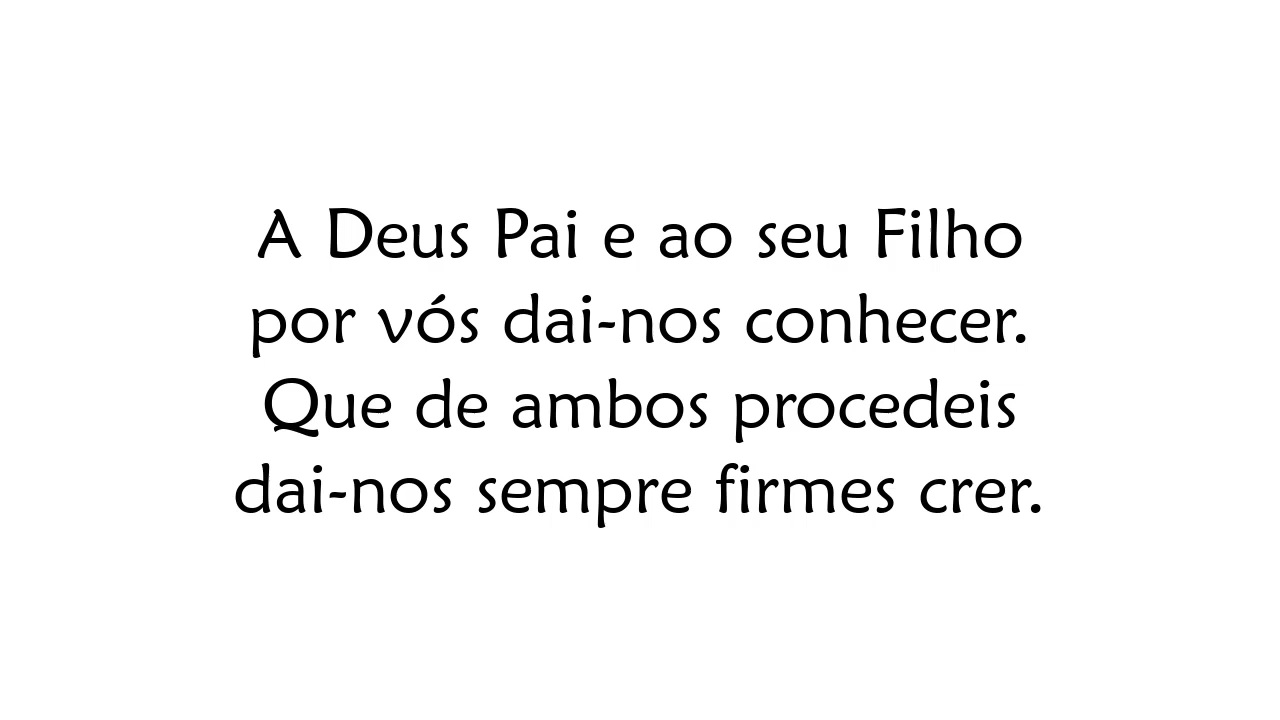 A Deus Pai e ao seu Filho
por vós dai-nos conhecer.
Que de ambos procedeis
dai-nos sempre firmes crer.